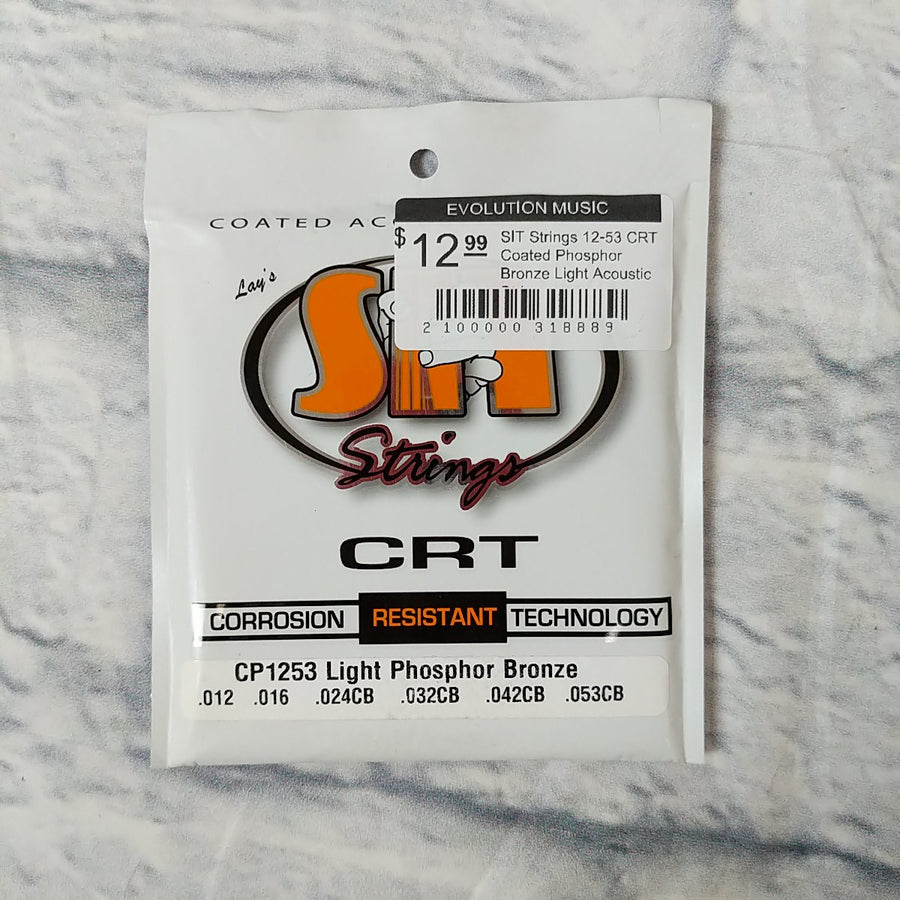 COATED AC
EVOLUTION MUSIC
$12.99
SIT Strings 12-53 CRT
Coated Phosphor
Bronze Light Acoustic
2 100000 318889
Lay's
SIT
Strings
CRT
CORROSION RESISTANT TECHNOLOGY
CP1253 Light Phosphor Bronze
.012 .016 .024CB .032CB .042CB .053CB